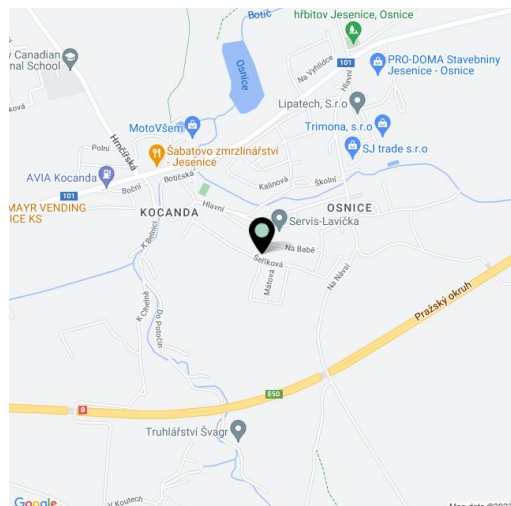 Botič
hřbitov Jesenice, Osnice
Canadian
nal School
Osnice
Na Vyhlídce
101
Hlavní
PRO-DOMA Stavebniny
Jesenice - Osnice
Lipatech, S.r.o
Hrnčířská
MotoVšem
Trimona, s.r.o
Polní
Šabatovo zmrzlinářství
- Jesenice
SJ trade s.r.o
AVIA Kocanda
Botičská
Boční
Kalinová
Školní
101
MAYR VENDING
ICE KS
KOCANDA
Hlavní
OSNICE
Servis-Lavička
K Běhnici
Na Babě
Šeříková
Mátová
Na Návsi
Pražský okruh
Do Potočin
E50
0
Truhlářství Švagr
V Koutech
Google